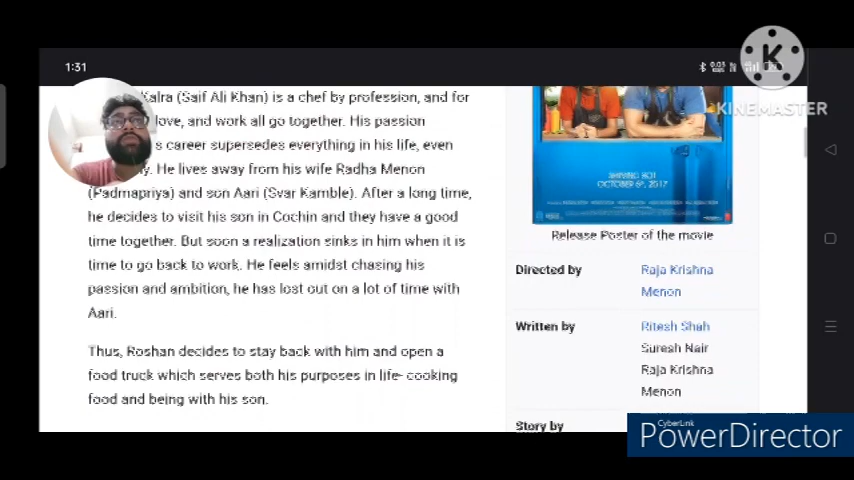 1:31
KINEMASTER
Kalra (Saif Ali Khan) is a chef by profession, and for
love, and work all go together. His passion
s career supersedes everything in his life, even
y. He lives away from his wife Radha Menon
(Padmapriya) and son Aari (Svar Kamble). After a long time,
he decides to visit his son in Cochin and they have a good
time together. But soon a realization sinks in him when it is
time to go back to work. He feels amidst chasing his
passion and ambition, he has lost out on a lot of time with
Aari.
Thus, Roshan decides to stay back with him and open a
food truck which serves both his purposes in life- cooking
food and being with his son.
OCTOBER 6th, 2017
Release Poster of the movie
Directed by
Raja Krishna
Menon
Written by
Ritesh Shah
Suresh Nair
Raja Krishna
Menon
Story by
CyberLink
PowerDirector